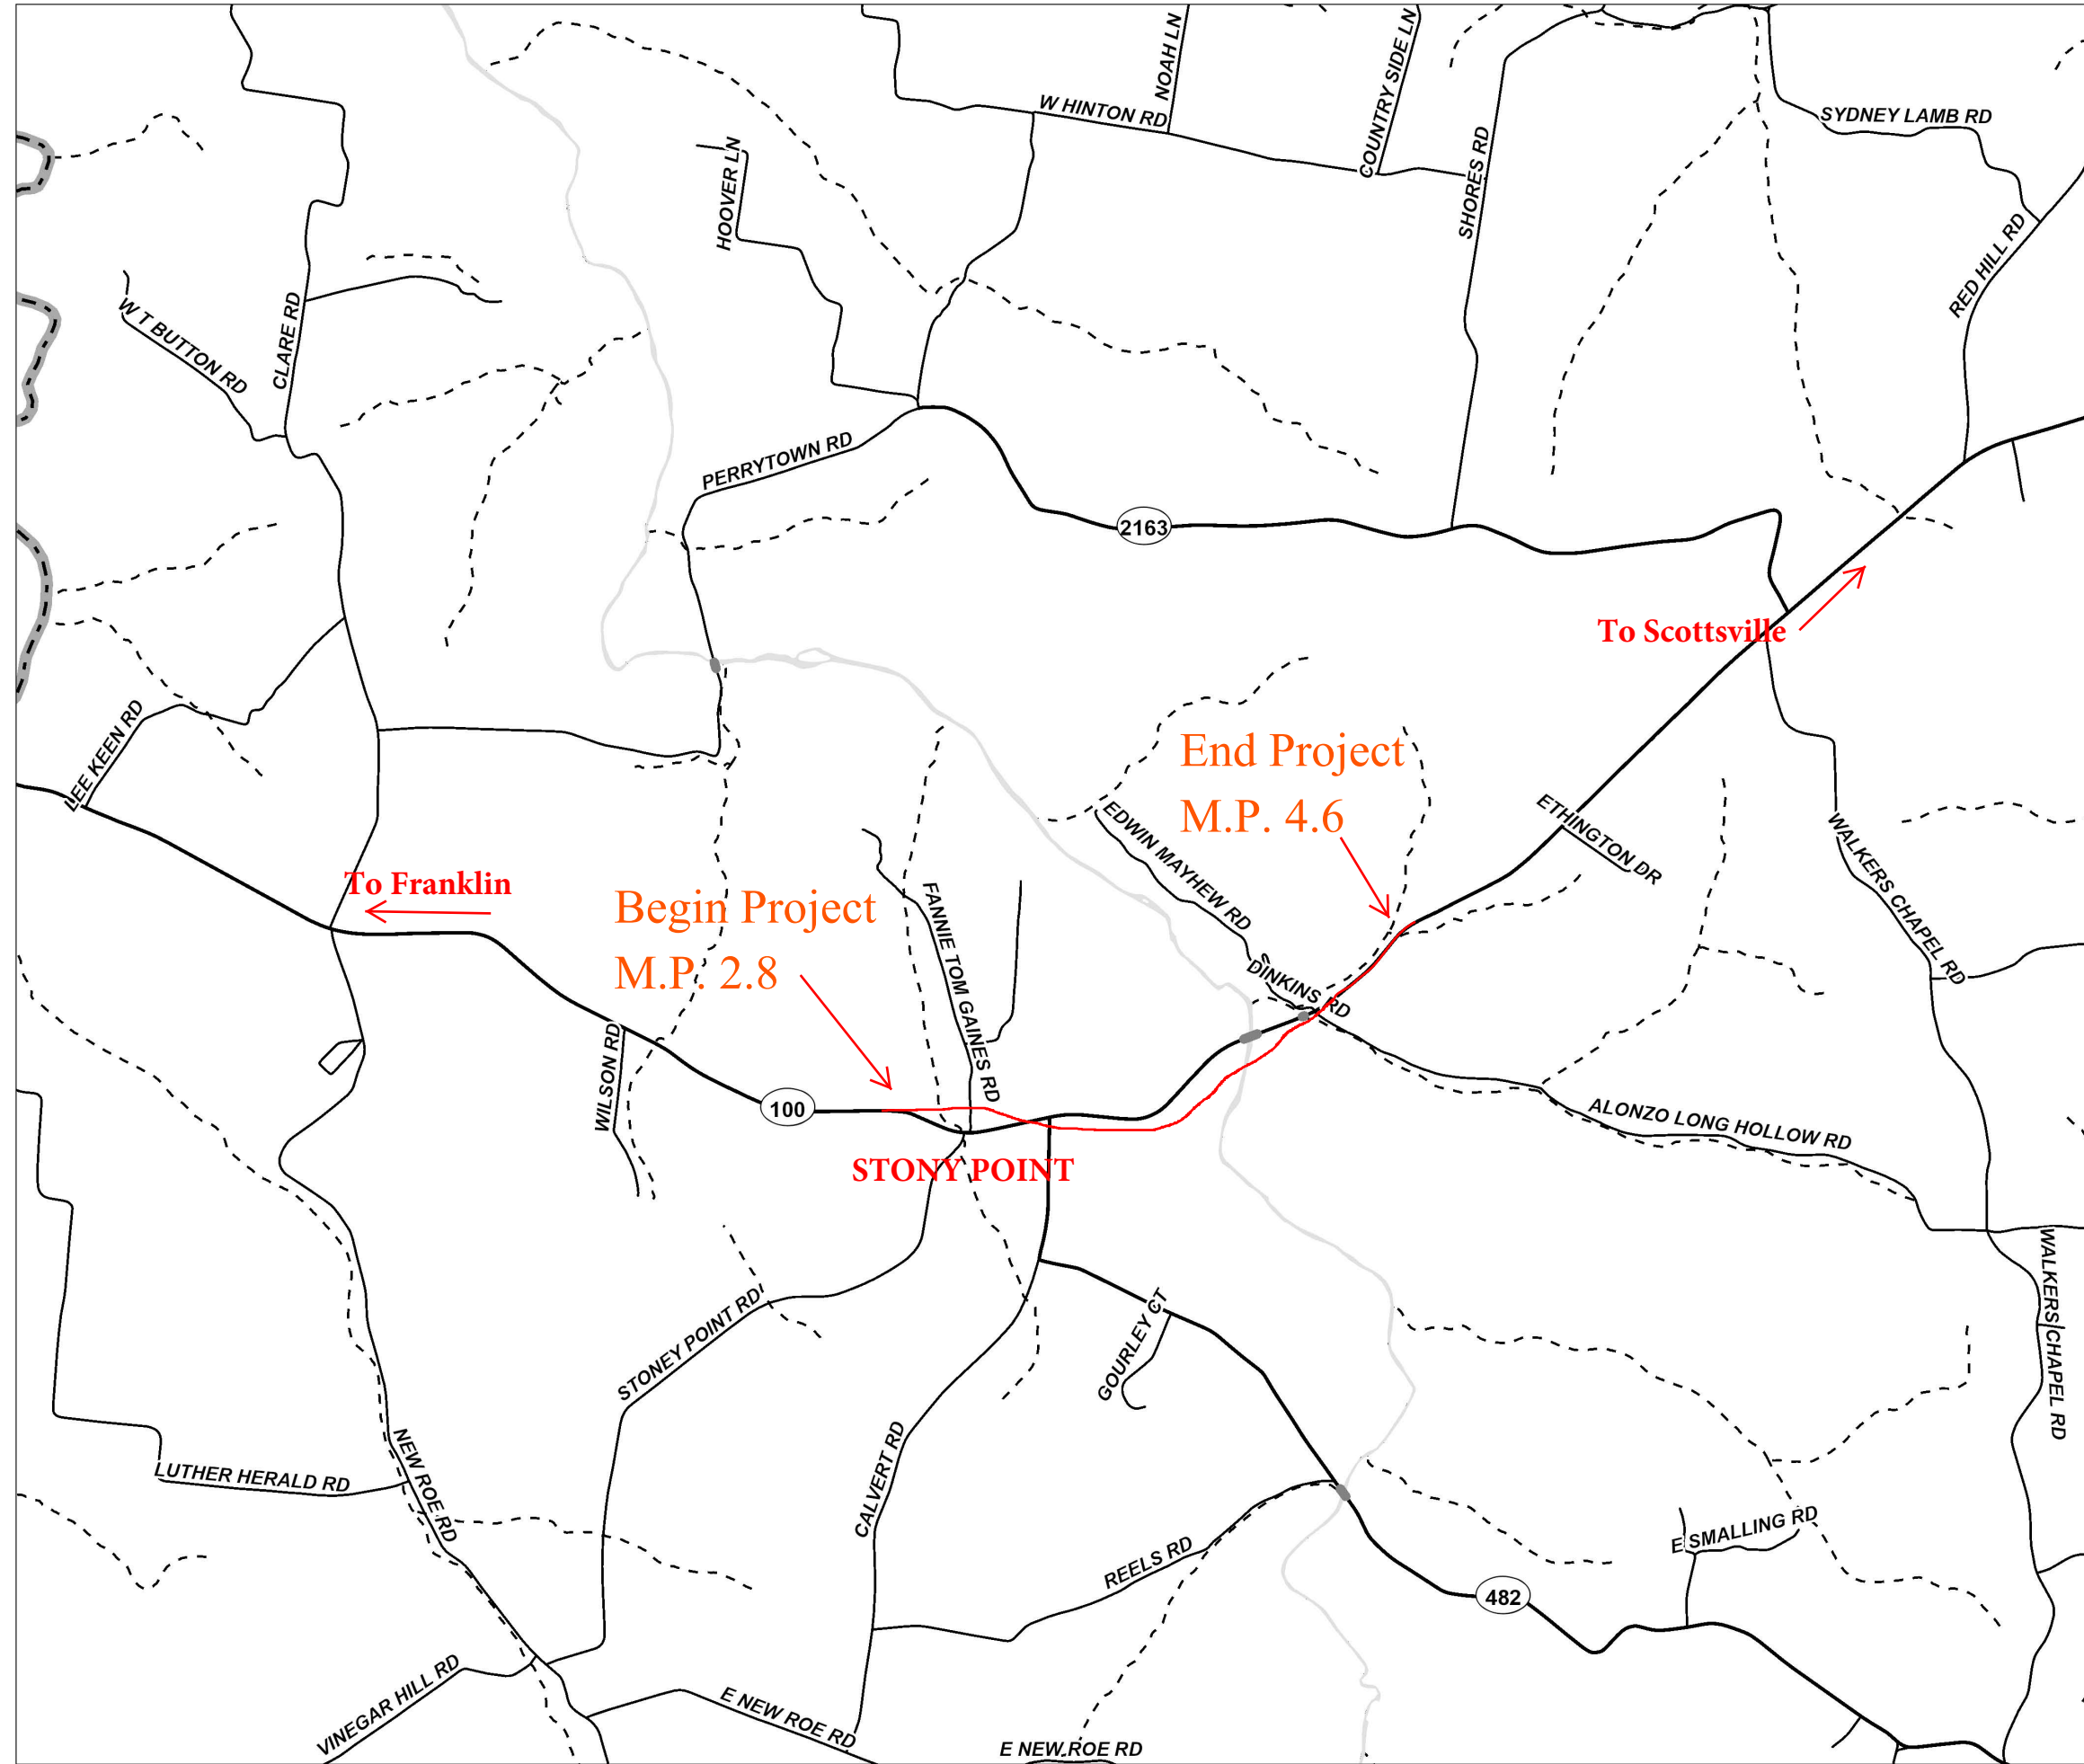 NOAH LN
COUNTRY SIDE LN
W HINTON RD
SYDNEY LAMB RD
HOOVER LN
SHORES RD
RED HILL RD
W T BUTTON RD
CLARE RD
PERRYTOWN RD
2163
To Scottsville
LEE KEEN RD
End Project
M.P. 4.6
EDWIN MAYHEW RD
ETHINGTON DR
WALKERS CHAPEL RD
To Franklin
Begin Project
M.P. 2.8
FANNIE TOM GAINES RD
DINKINS RD
WILSON RD
100
ALONZO LONG HOLLOW RD
STONY POINT
WALKERS CHAPEL RD
GOURLEY CT
STONEY POINT RD
NEW ROE RD
CALVERT RD
LUTHER HERALD RD
REELS RD
E SMALLING RD
482
VINEGAR HILL RD
E NEW ROE RD
E NEW ROE RD